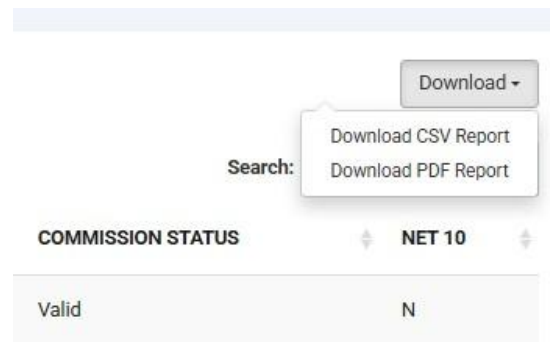 Download
Download CSV Report
Search:
Download PDF Report
COMMISSION STATUS NET 10
Valid N